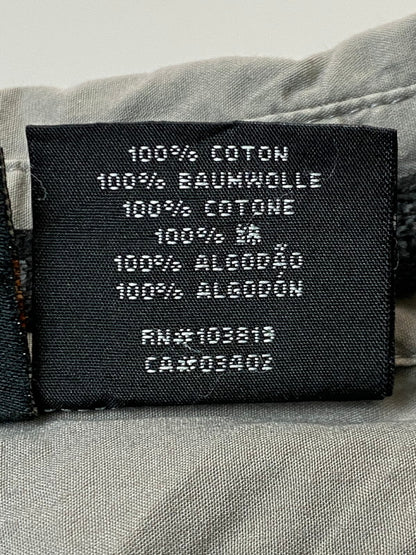 100% COTON
100% BAUMWOLLE
100% COTONE
100% 綿
100% ALGODÃO
100% ALGODÓN
RN#103819
CA#03402